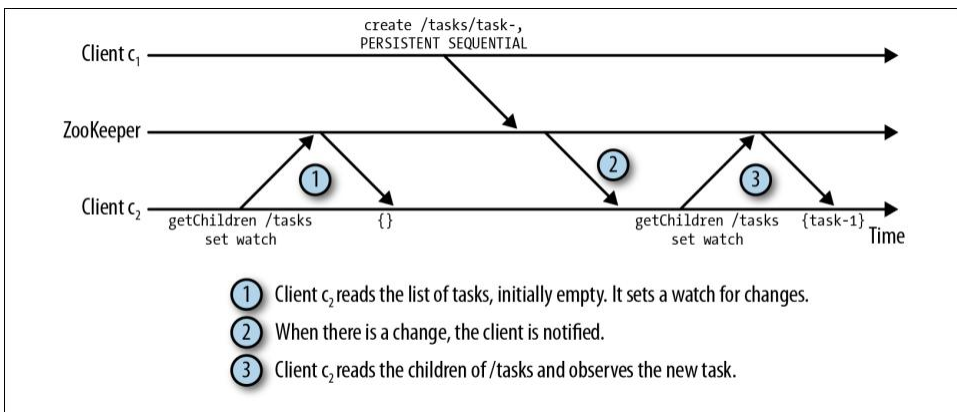 create /tasks/task-,
PERSISTENT SEQUENTIAL
Client c₁
ZooKeeper
1
2
3
Client c₂
getChildren /tasks
set watch
{}
getChildren /tasks
set watch
{task-1}
Time
1 Client c₂ reads the list of tasks, initially empty. It sets a watch for changes.
2 When there is a change, the client is notified.
3 Client c₂ reads the children of /tasks and observes the new task.